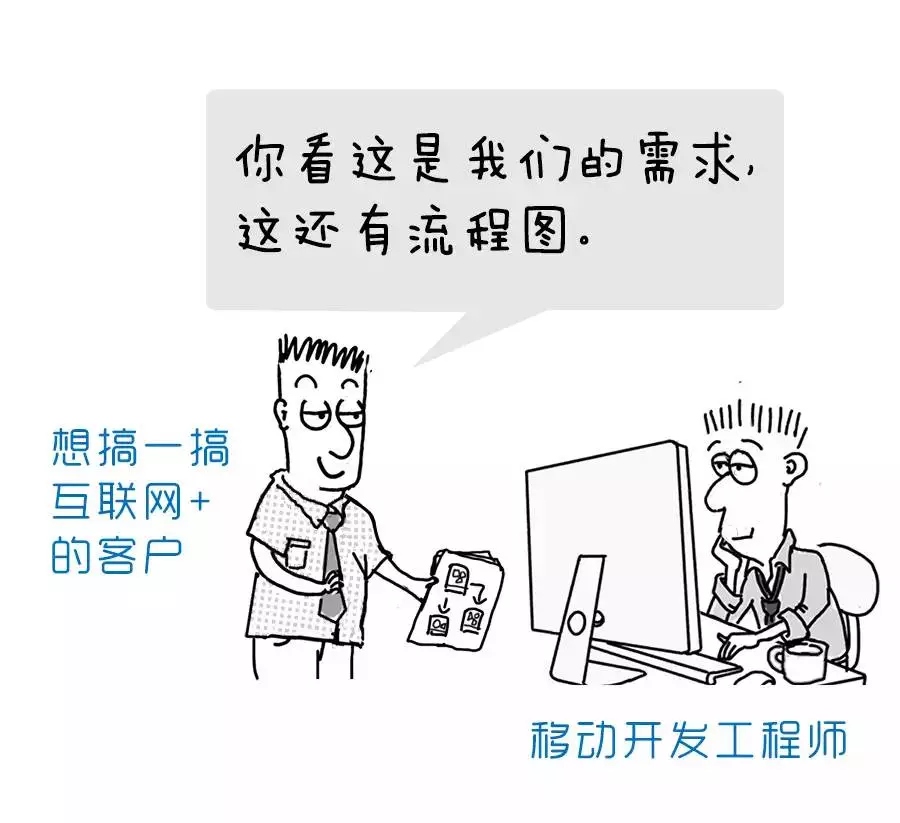 你看这是我们的需求,
这还有流程图。
想搞一搞
互联网+
的客户
移动开发工程师